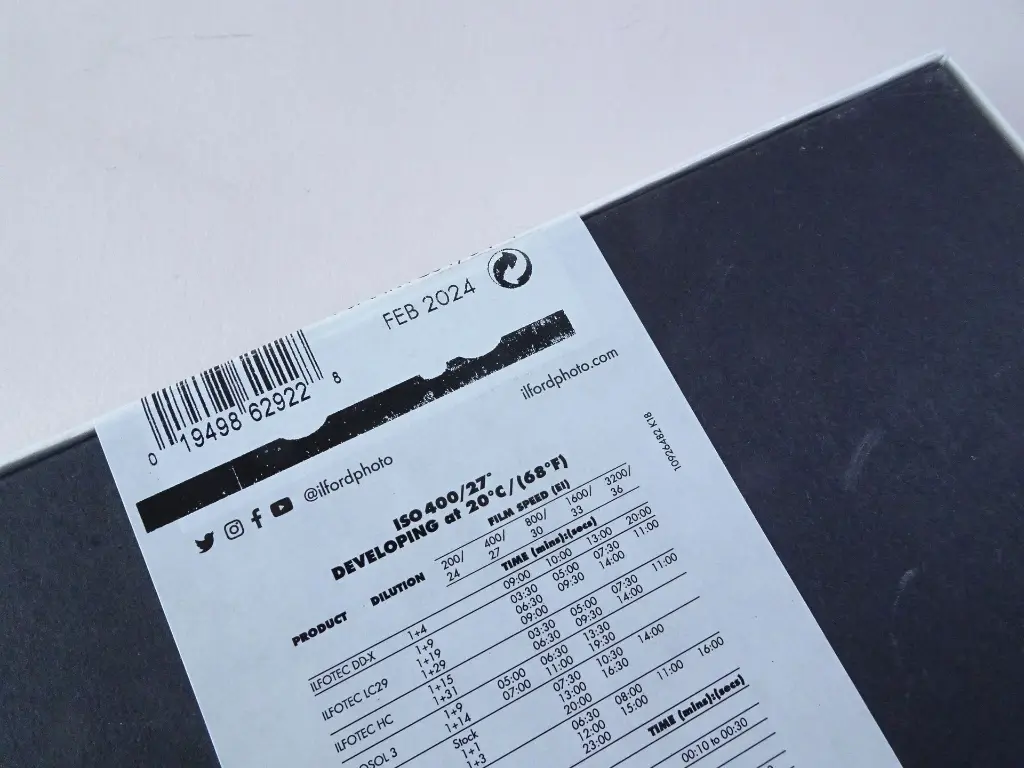 0 19498 62922 8
FEB 2024
@ilfordphoto
ilfordphoto.com
10926482 K18
ISO 400/27°
DEVELOPING at 20°C/(68°F)
FILM SPEED (EI)
PRODUCT DILUTION 200/24 400/27 800/30 1600/33 3200/36
TIME (mins):(secs)
ILFOTEC DD-X 1+4 09:00 10:00 13:00 20:00
ILFOTEC LC29 1+9 03:30 05:00 07:30 11:00
1+19 06:30 09:30 14:00
1+29 09:00
ILFOTEC HC 1+15 03:30 05:00 07:30 11:00
1+31 06:30 09:30 14:00
OSOL 3 1+9 05:00 06:30 13:30
1+14 07:00 11:00
Stock 07:30 10:30 14:00
1+1 13:00 16:30
1+3 20:00
06:30 08:00 11:00 16:00
12:00 15:00
23:00
TIME (mins):(secs)
00:10 to 00:30